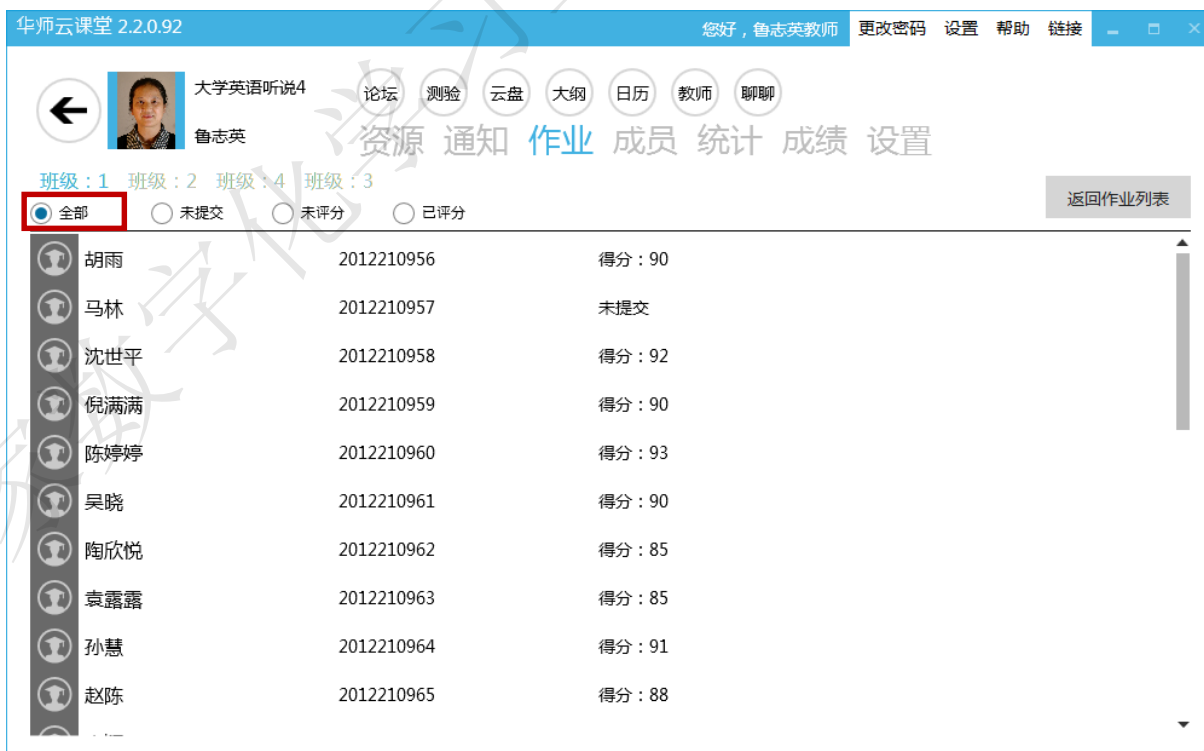 华师云课堂 2.2.0.92 您好，鲁志英教师 更改密码 设置 帮助 链接
大学英语听说4 论坛 测验 云盘 大纲 日历 教师 聊聊
鲁志英 资源 通知 作业 成员 统计 成绩 设置
班级：1 班级：2 班级：4 班级：3
返回作业列表
全部 未提交 未评分 已评分
胡雨 2012210956 得分：90
马林 2012210957 未提交
沈世平 2012210958 得分：92
倪满满 2012210959 得分：90
陈婷婷 2012210960 得分：93
吴晓 2012210961 得分：90
陶欣悦 2012210962 得分：85
袁露露 2012210963 得分：85
孙慧 2012210964 得分：91
赵陈 2012210965 得分：88
数字化学习